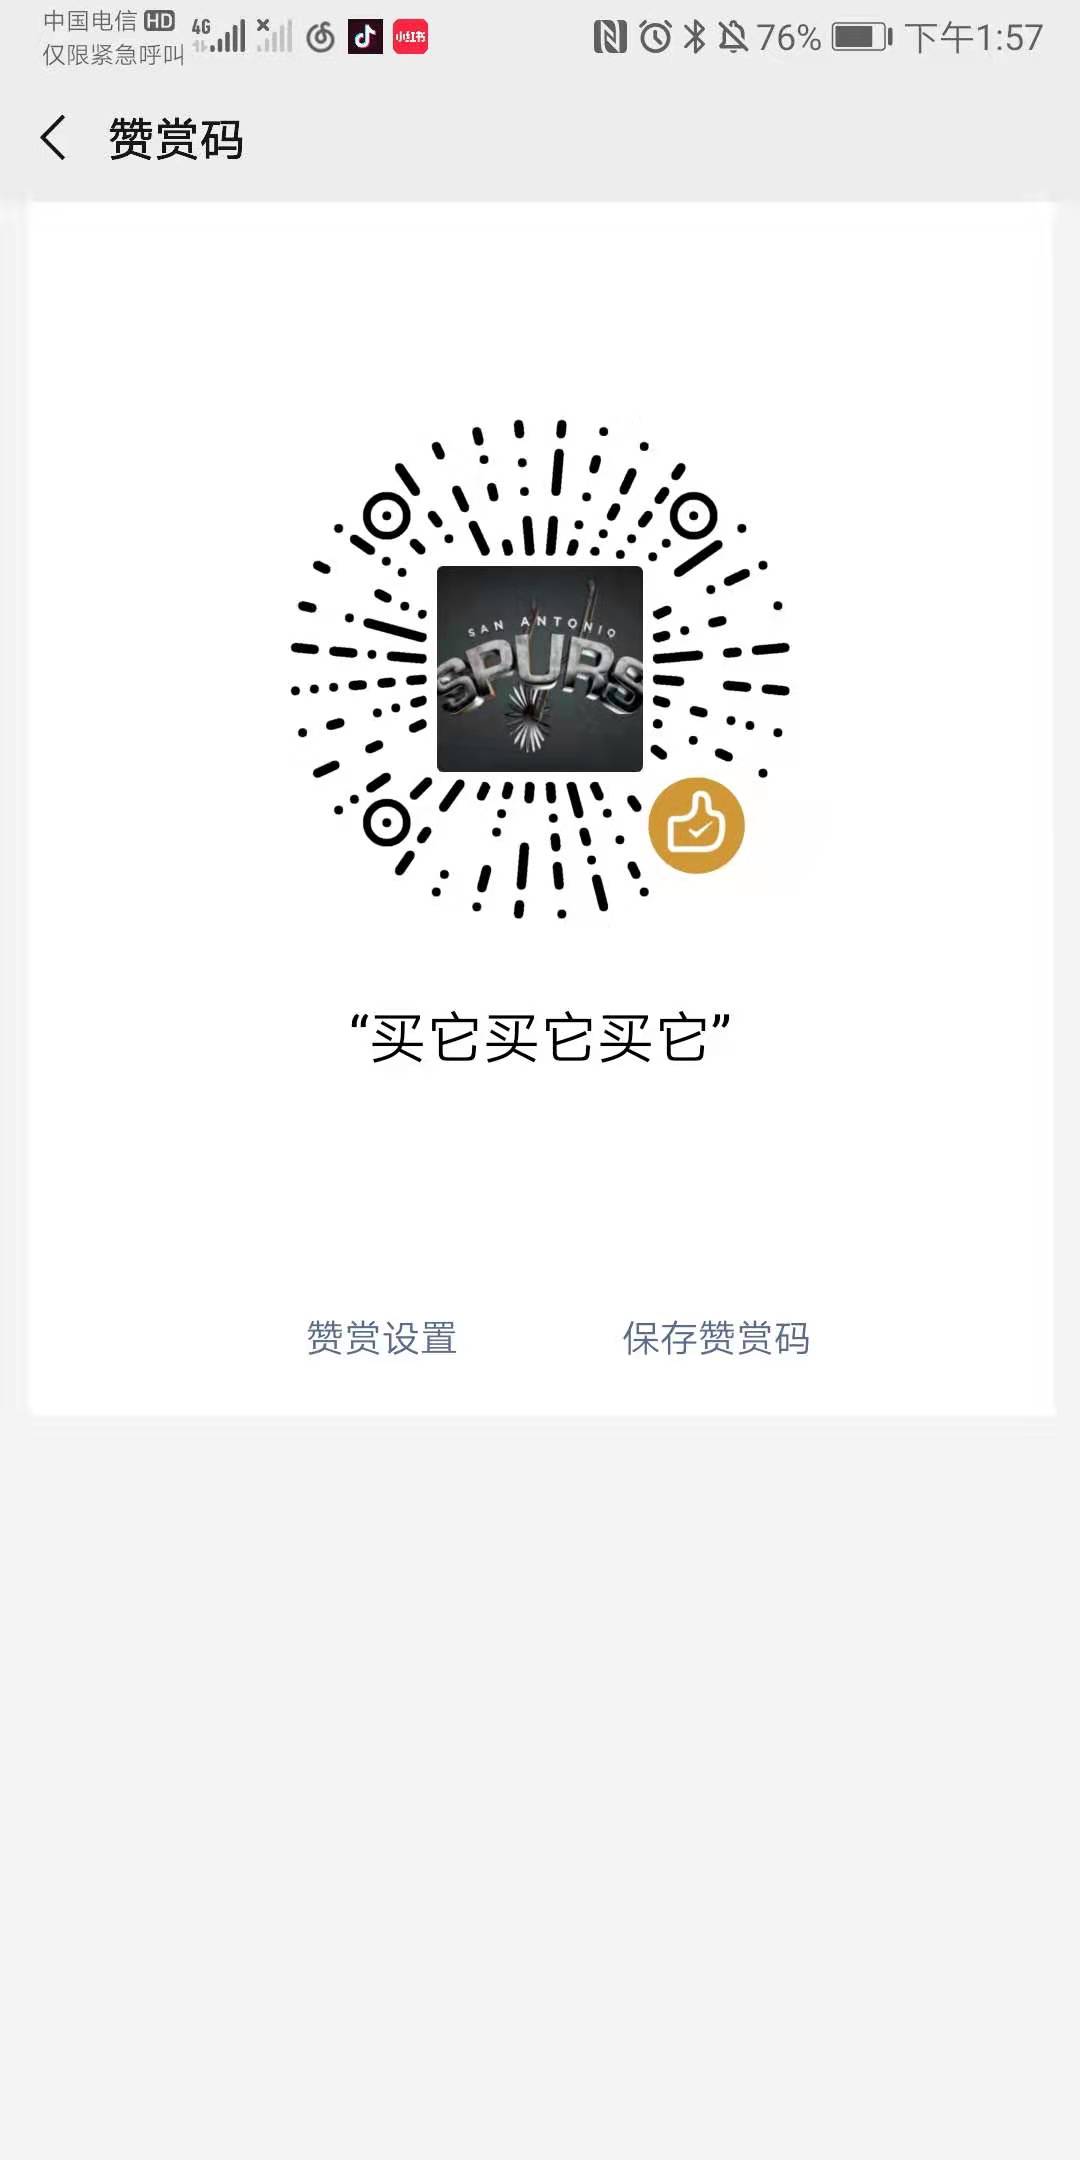 中国电信 HD
仅限紧急呼叫
4G
小红书
76%
下午1:57
赞赏码
SAN ANTONIO
SPURS
“买它买它买它”
赞赏设置
保存赞赏码